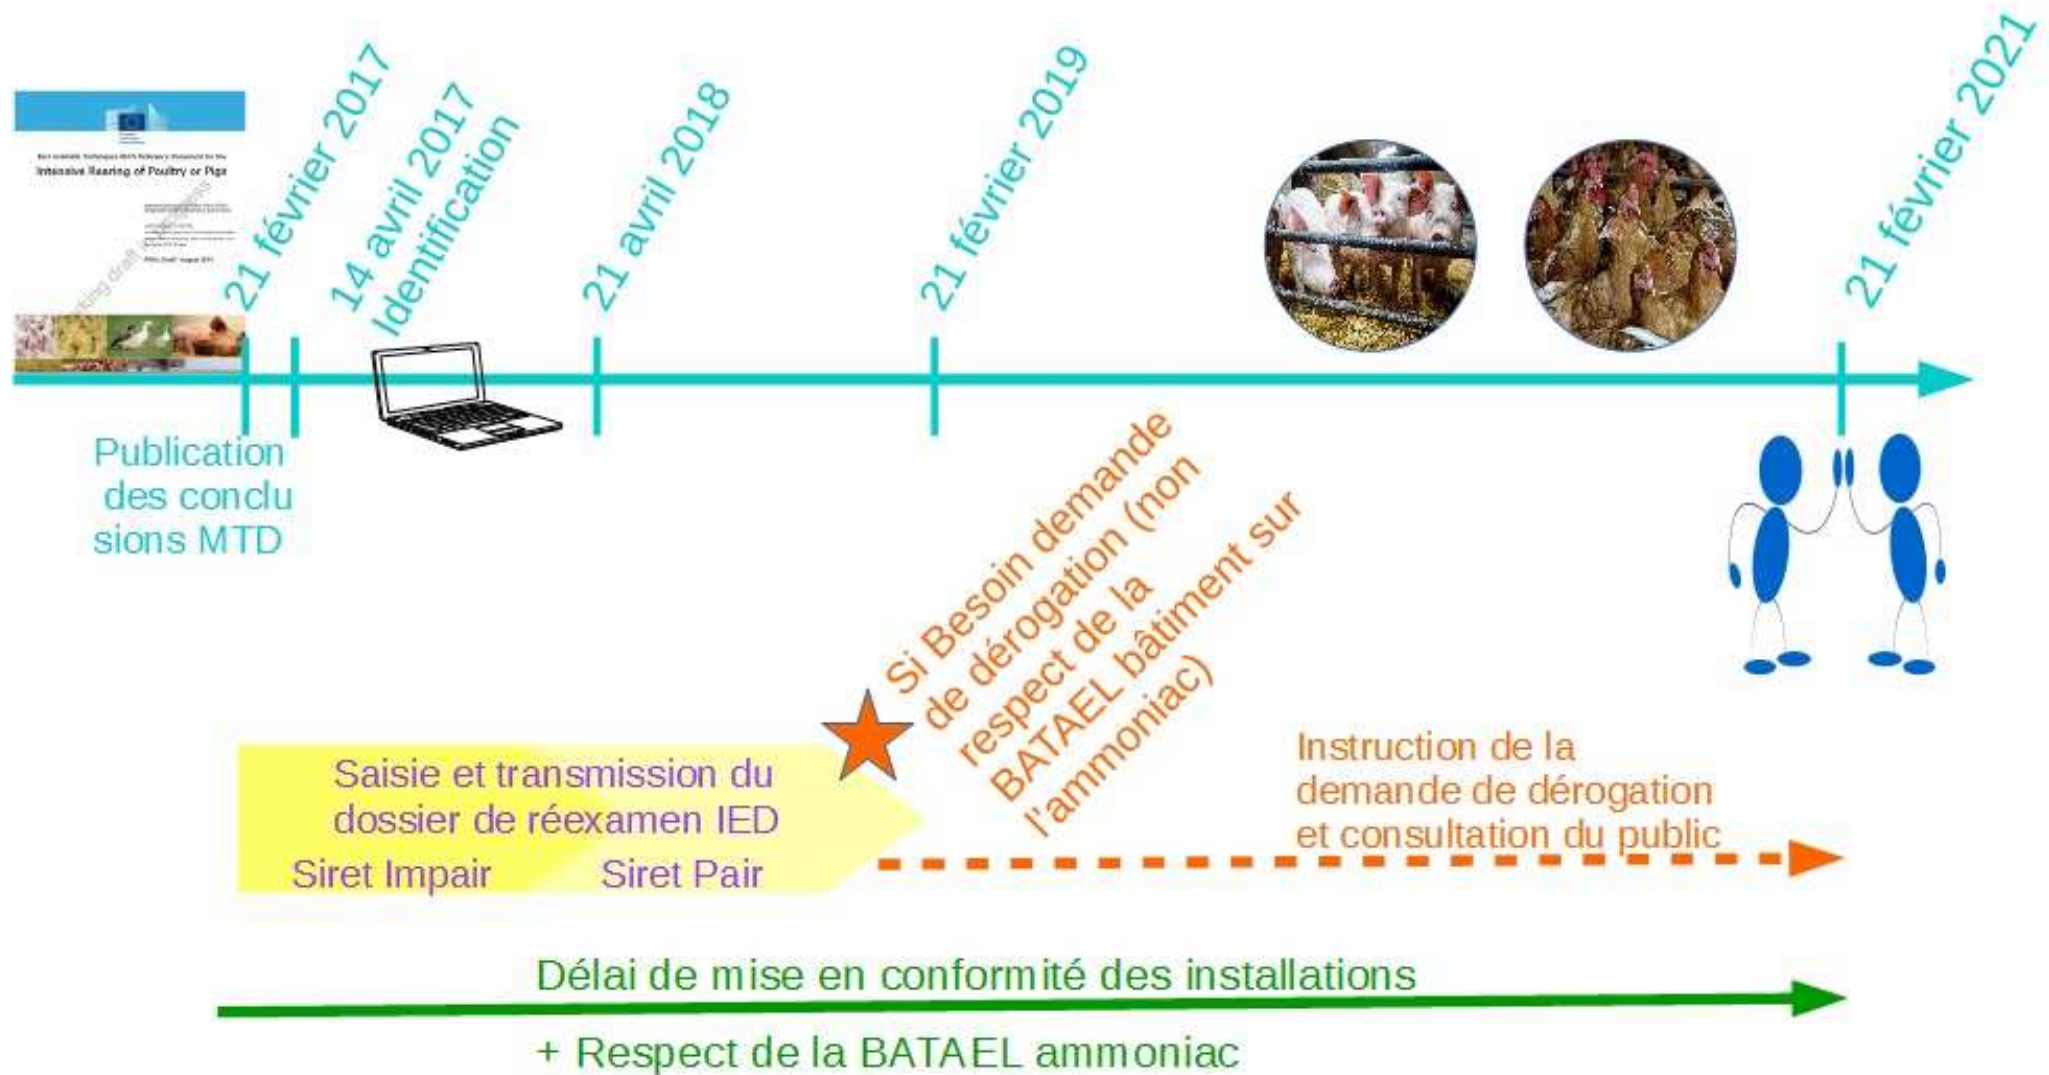 Intensive Rearing of Poultry or Pigs
21 février 2017
14 avril 2017
Identification
21 avril 2018
21 février 2019
21 février 2021
Publication
des conclu
sions MTD
Si Besoin demande
de dérogation (non
respect de la
BATAEL bâtiment sur
l'ammoniac)
Saisie et transmission du
dossier de réexamen IED
Siret Impair
Siret Pair
Instruction de la
demande de dérogation
et consultation du public
Délai de mise en conformité des installations
+ Respect de la BATAEL ammoniac